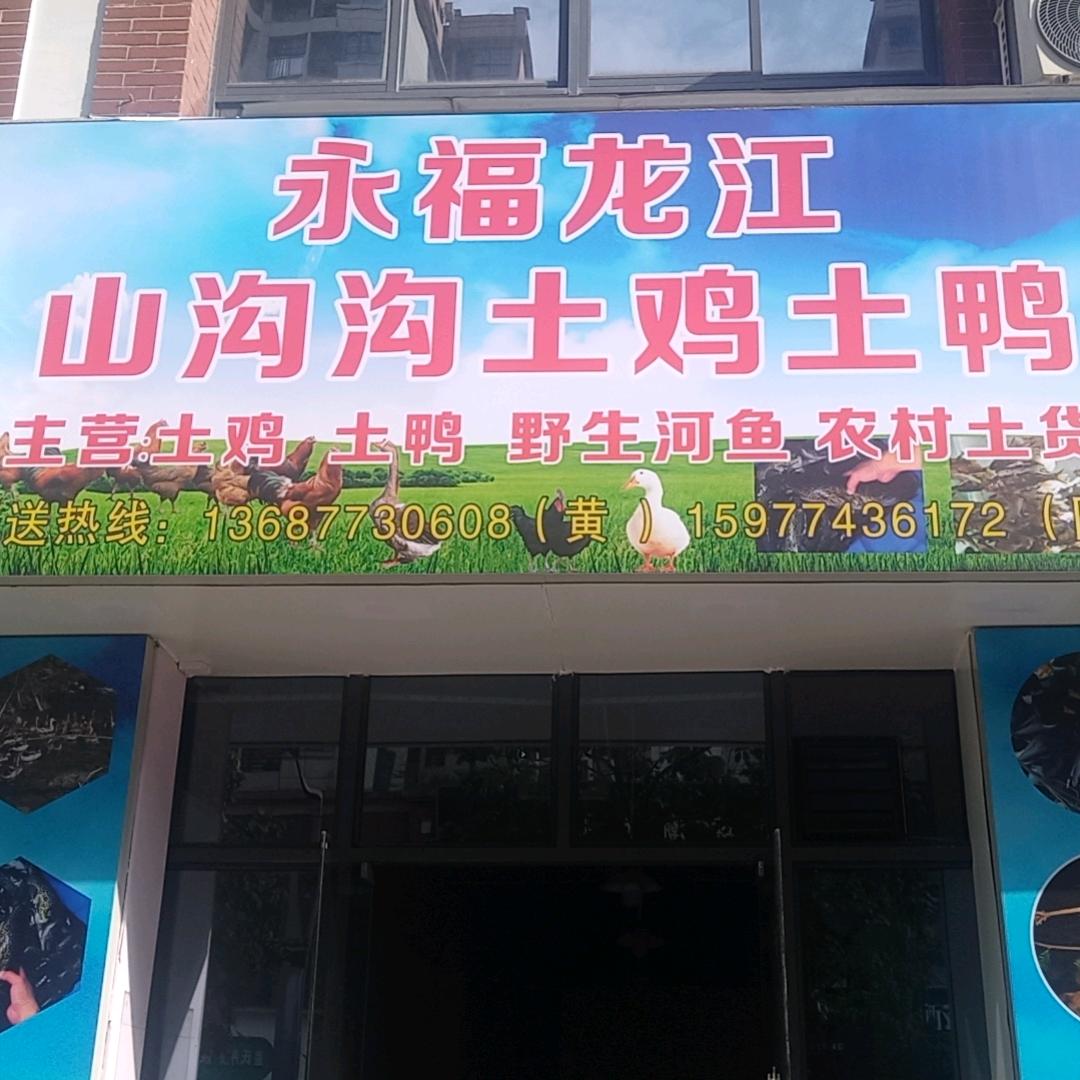 永福龙江
山沟沟土鸡土鸭
主营:土鸡 土鸭 野生河鱼 农村土货
送热线：13687730608（黄 ）15977436172（